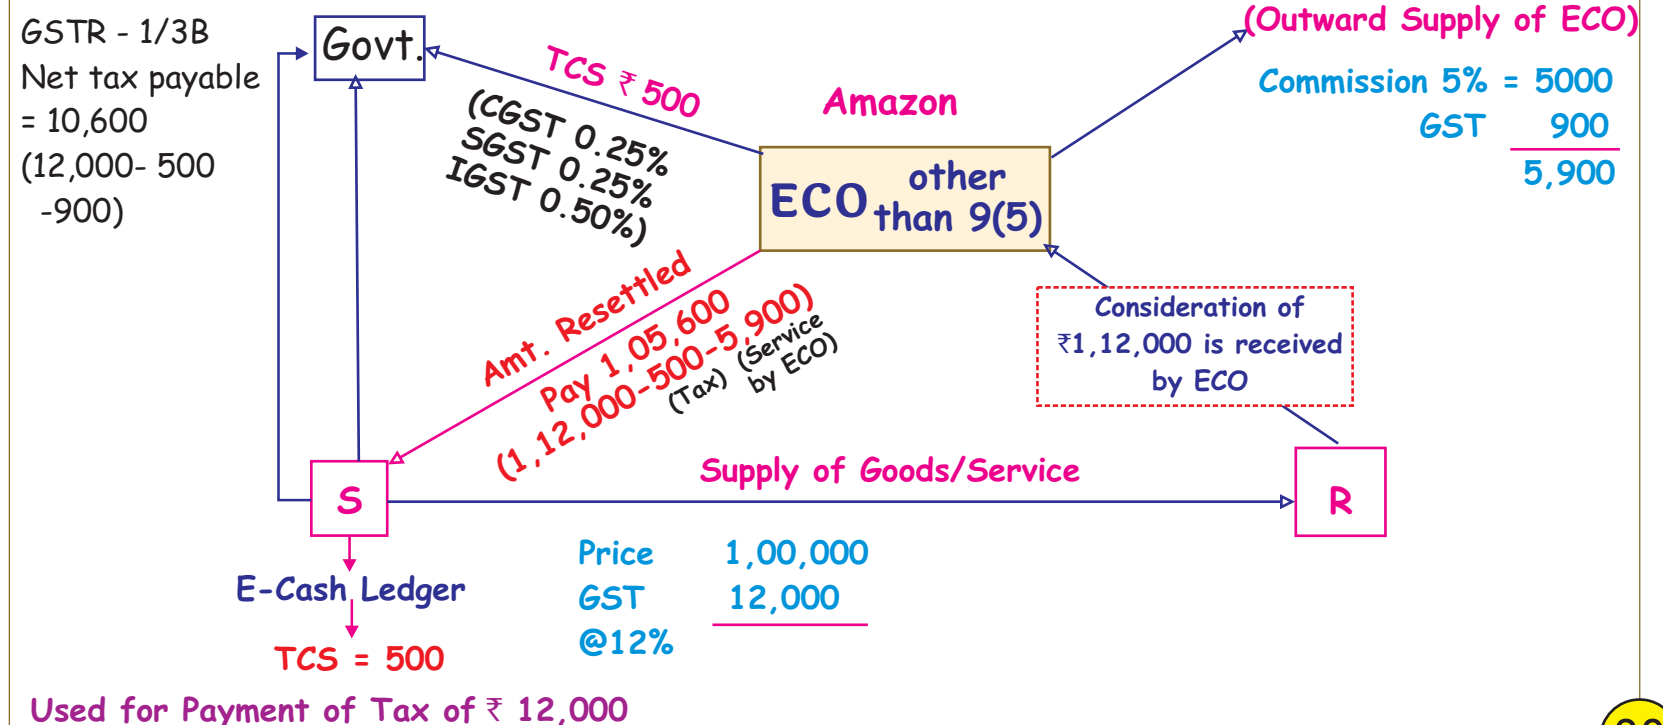 GSTR - 1/3B
Net tax payable
= 10,600
(12,000- 500
-900)
Govt.
TCS ₹ 500
(CGST 0.25%
SGST 0.25%
IGST 0.50%)
Amazon
ECO other
than 9(5)
(Outward Supply of ECO)
Commission 5% = 5000
GST 900
5,900
Amt. Resettled
Pay 1,05,600
(1,12,000-500-5,900)
(Tax) (Service
by ECO)
Consideration of
₹1,12,000 is received
by ECO
S
Supply of Goods/Service
R
Price 1,00,000
GST 12,000
@12%
E-Cash Ledger
TCS = 500
Used for Payment of Tax of ₹ 12,000